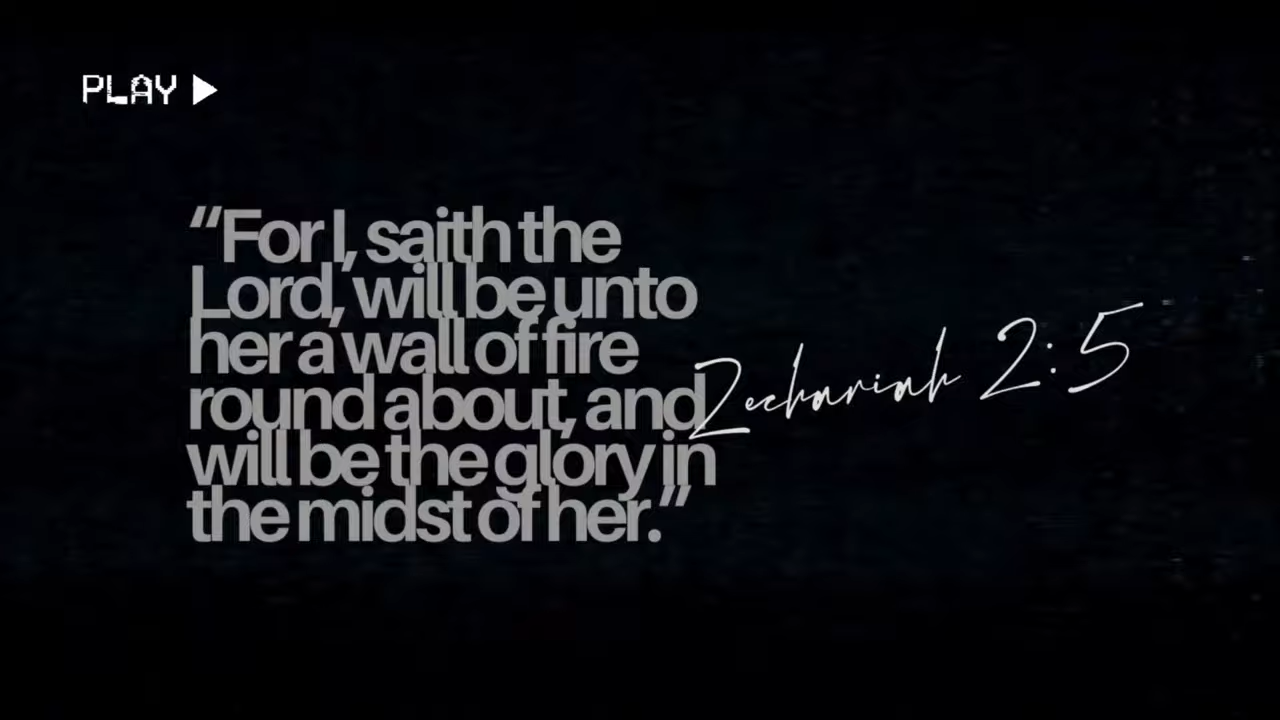 PLAY
“For I, saith the
Lord, will be unto
her a wall of fire
round about, and
will be the glory in
the midst of her.”
Zechariah 2:5